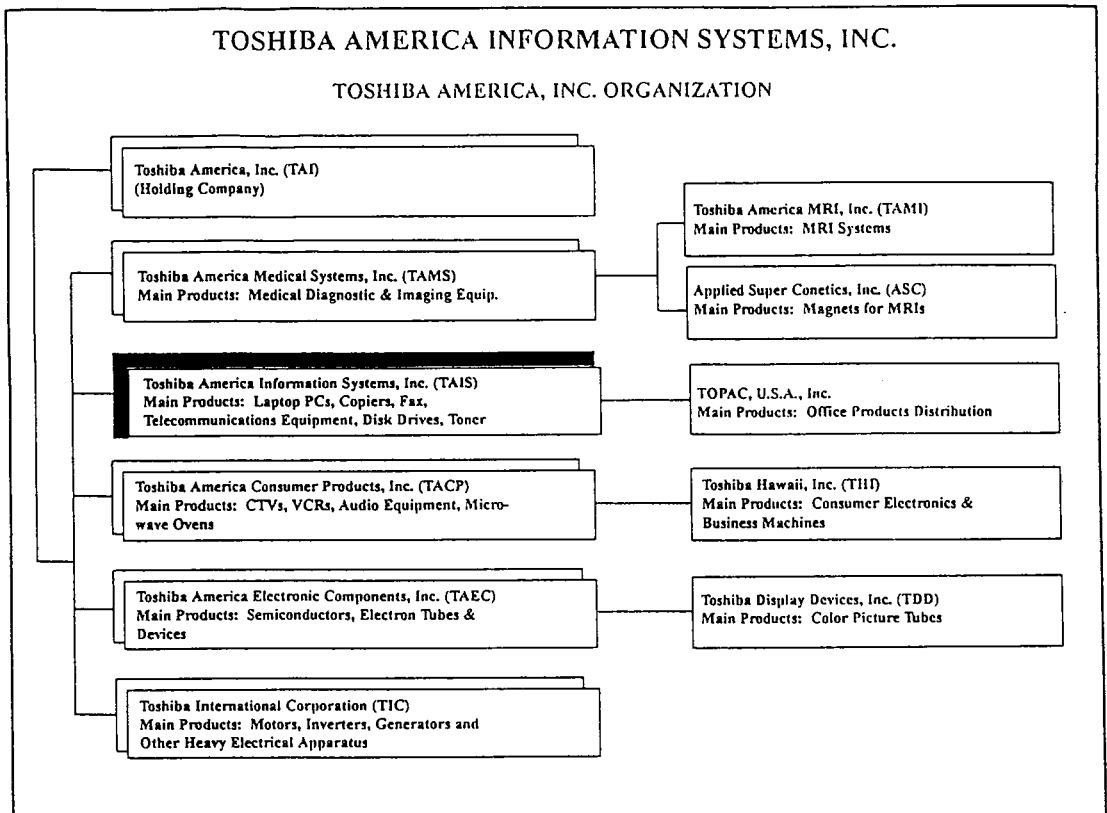 TOSHIBA AMERICA INFORMATION SYSTEMS, INC.
TOSHIBA AMERICA, INC. ORGANIZATION
Toshiba America, Inc. (TAI)
(Holding Company)
Toshiba America Medical Systems, Inc. (TAMS)
Main Products: Medical Diagnostic & Imaging Equip.
Toshiba America MRI, Inc. (TAMI)
Main Products: MRI Systems
Applied Super Conetics, Inc. (ASC)
Main Products: Magnets for MRIs
Toshiba America Information Systems, Inc. (TAIS)
Main Products: Laptop PCs, Copiers, Fax,
Telecommunications Equipment, Disk Drives, Toner
TOPAC, U.S.A., Inc.
Main Products: Office Products Distribution
Toshiba America Consumer Products, Inc. (TACP)
Main Products: CTVs, VCRs, Audio Equipment, Micro-
wave Ovens
Toshiba Hawaii, Inc. (THI)
Main Products: Consumer Electronics &
Business Machines
Toshiba America Electronic Components, Inc. (TAEC)
Main Products: Semiconductors, Electron Tubes &
Devices
Toshiba Display Devices, Inc. (TDD)
Main Products: Color Picture Tubes
Toshiba International Corporation (TIC)
Main Products: Motors, Inverters, Generators and
Other Heavy Electrical Apparatus